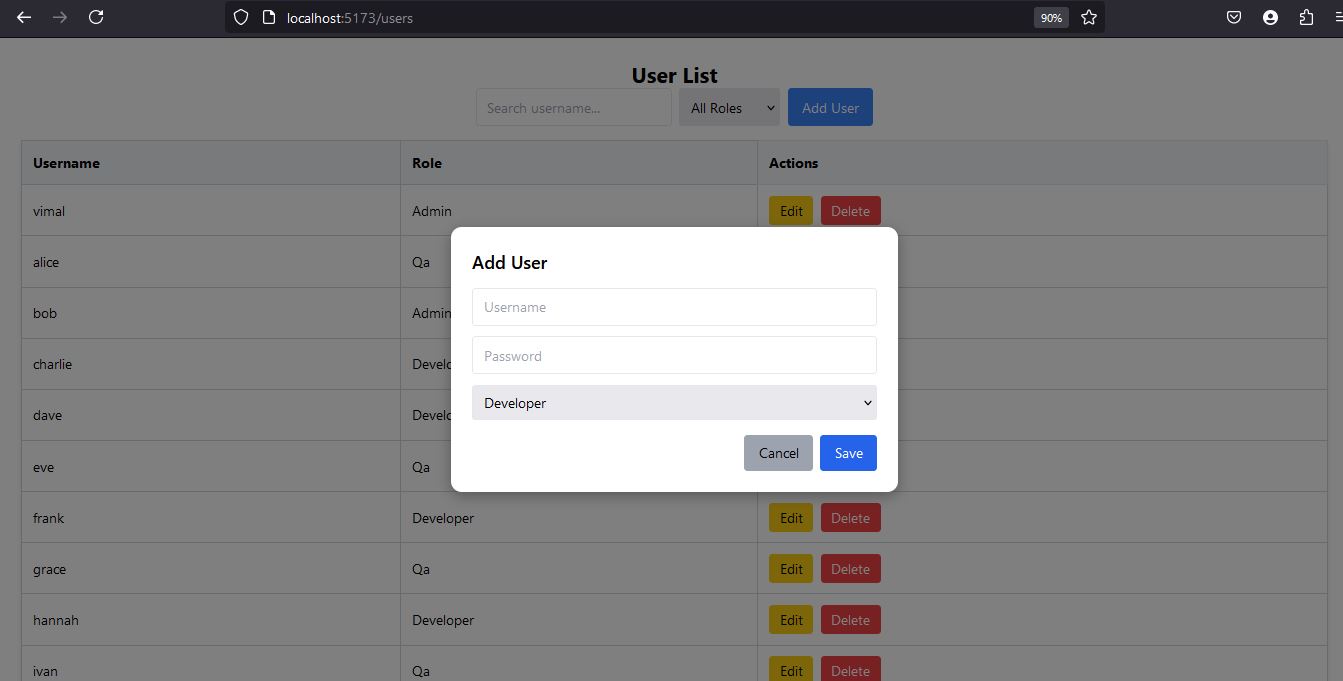 localhost:5173/users 90%
User List
Search username... All Roles Add User
Username Role Actions
vimal Admin Edit Delete
alice Qa
bob Admin
charlie
dave
eve Qa
frank Developer Edit Delete
grace Qa Edit Delete
hannah Developer Edit Delete
ivan Qa Edit Delete
Add User
Username
Password
Developer
Cancel Save